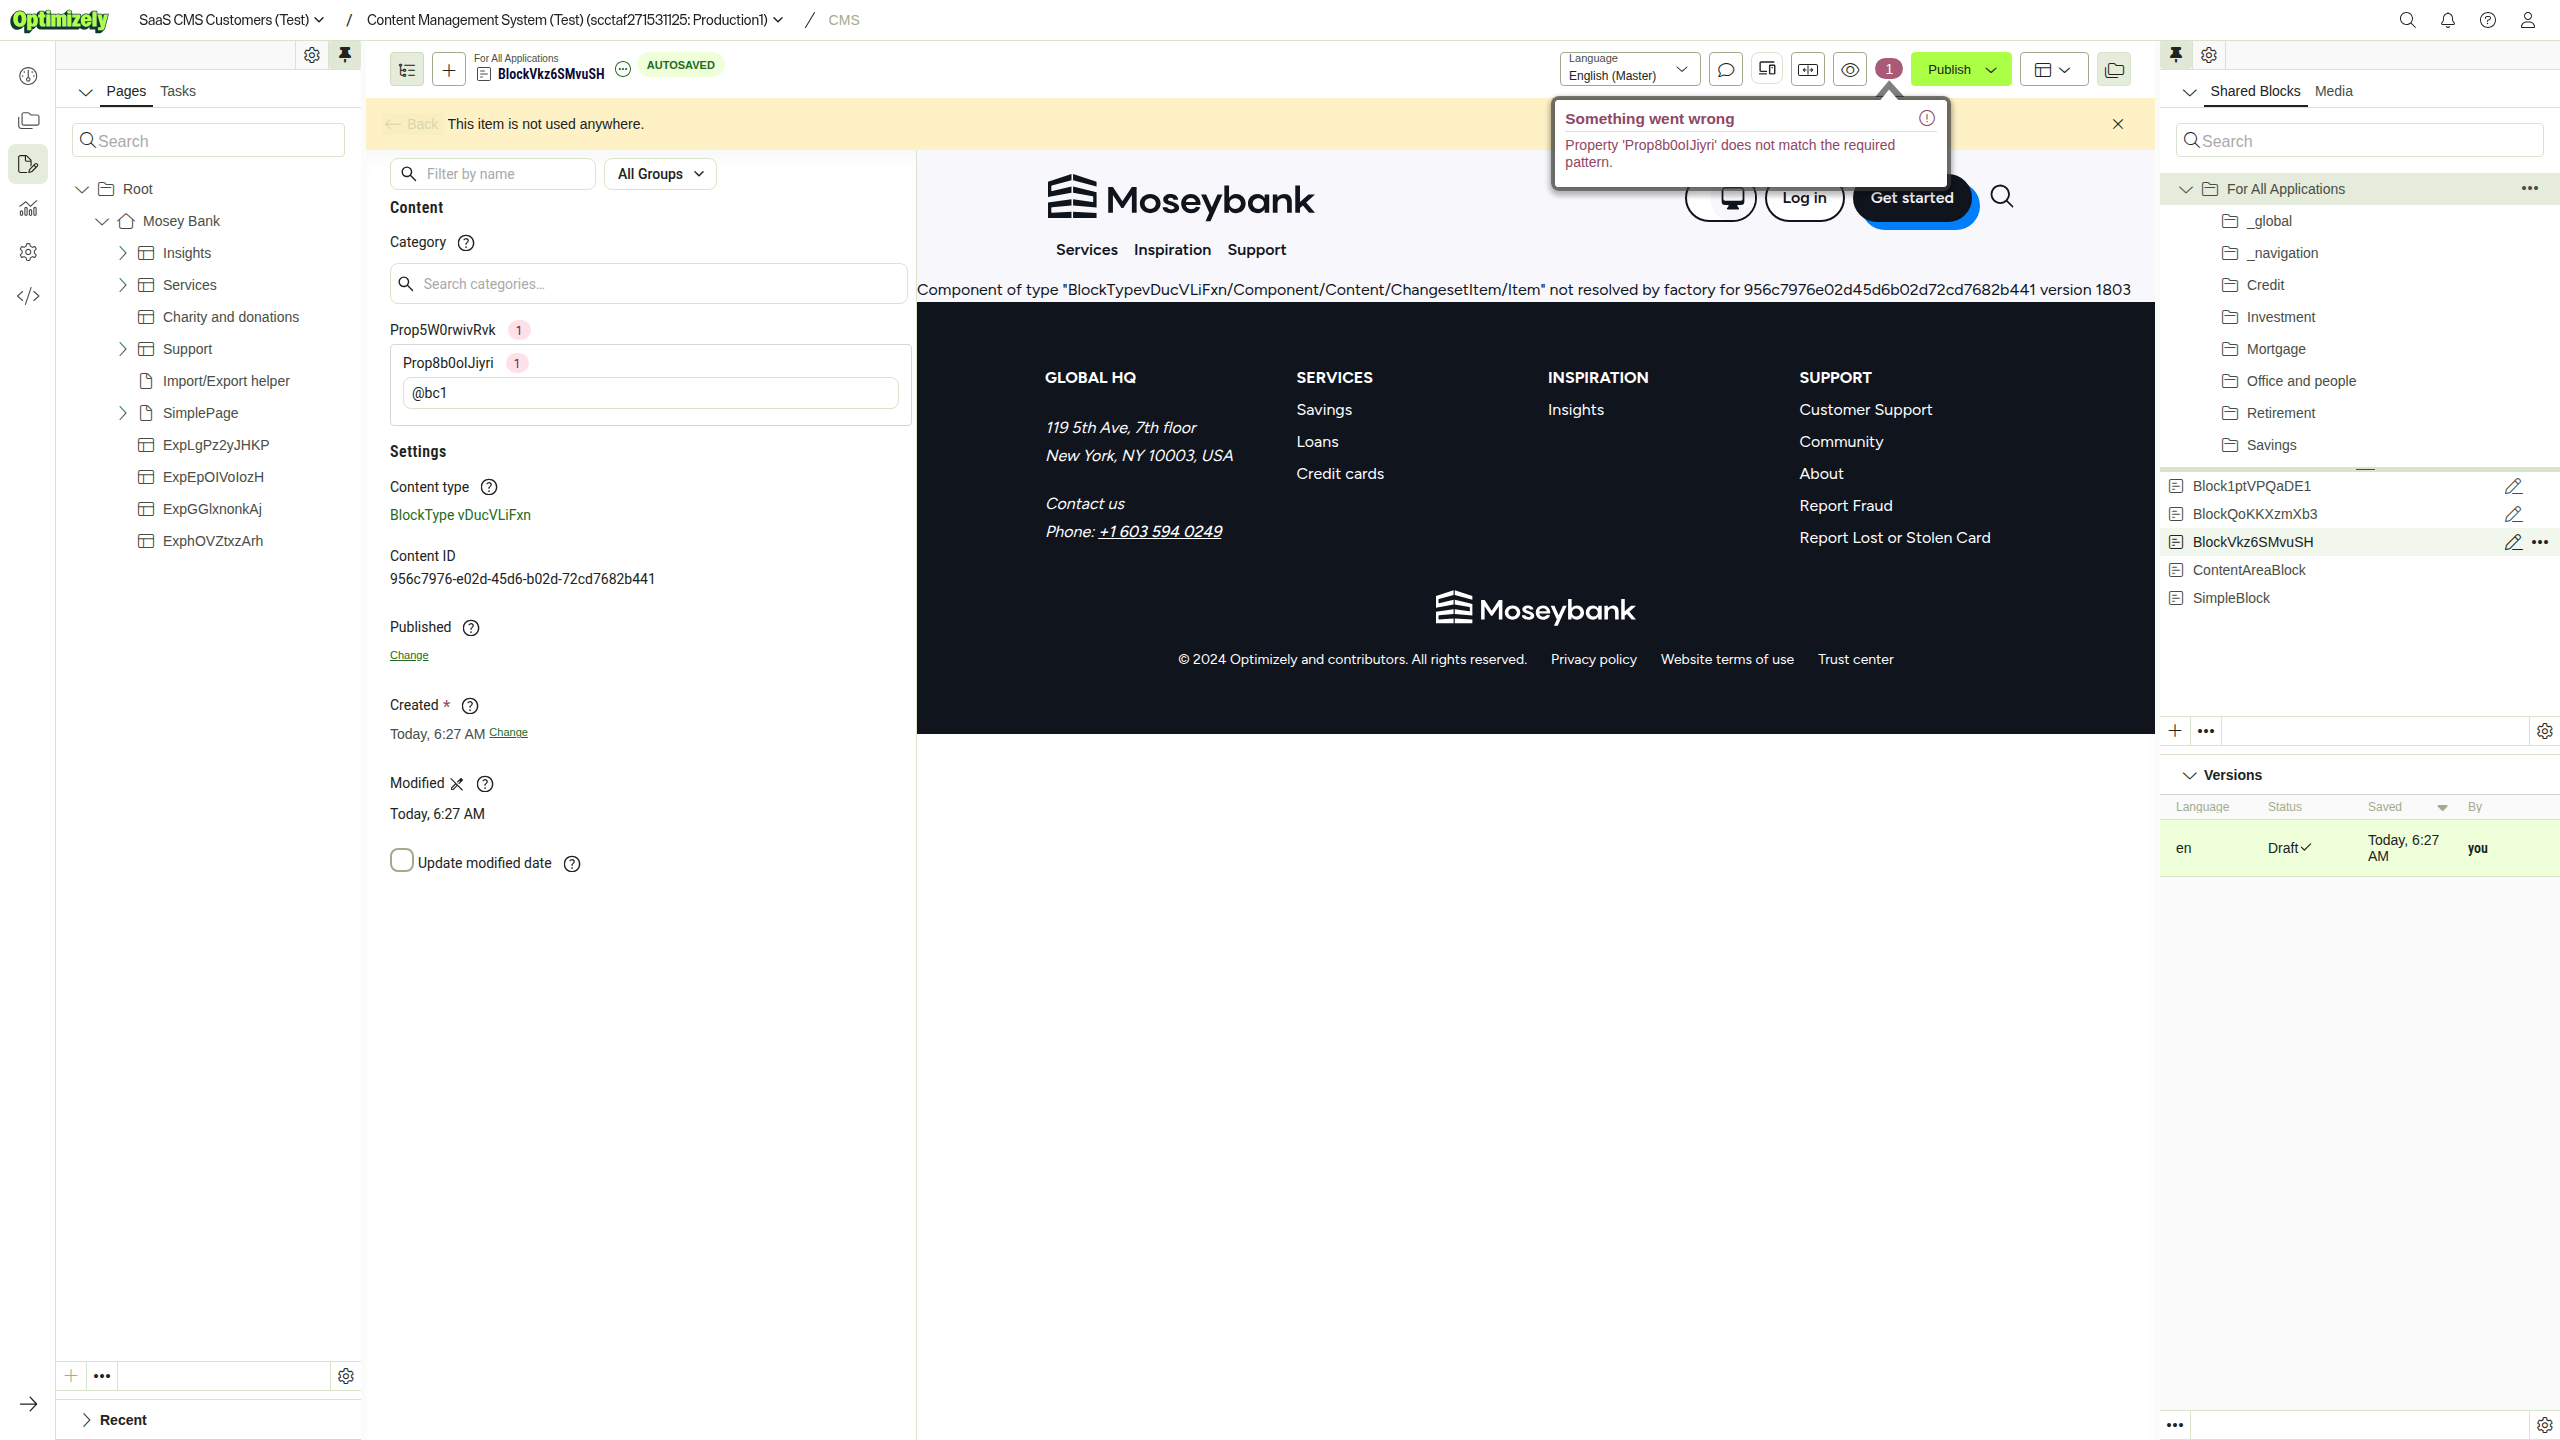 Optimizely
SaaS CMS Customers (Test) / Content Management System (Test) (scctaf271531125: Production1) / CMS
Pages Tasks
Search
Root
Mosey Bank
Insights
Services
Charity and donations
Support
Import/Export helper
SimplePage
ExpLgPz2yJHKP
ExpEpOIVoIozH
ExpGGlxnonkAj
ExphOVZtxzArh
Recent
For All Applications
BlockVkz6SMvuSH
AUTOSAVED
Language
English (Master)
1
Publish
Back This item is not used anywhere.
Something went wrong
Property 'Prop8b0oIJiyri' does not match the required
pattern.
Filter by name All Groups
Content
Category
Search categories...
Prop5W0rwivRvk 1
Prop8b0oIJiyri 1
@bc1
Settings
Content type
BlockType vDucVLiFxn
Content ID
956c7976-e02d-45d6-b02d-72cd7682b441
Published
Change
Created *
Today, 6:27 AM Change
Modified
Today, 6:27 AM
Update modified date
Moseybank
Log in
Get started
Services Inspiration Support
Component of type "BlockTypevDucVLiFxn/Component/Content/ChangesetItem/Item" not resolved by factory for 956c7976e02d45d6b02d72cd7682b441 version 1803
GLOBAL HQ
119 5th Ave, 7th floor
New York, NY 10003, USA
Contact us
Phone: +1 603 594 0249
SERVICES
Savings
Loans
Credit cards
INSPIRATION
Insights
SUPPORT
Customer Support
Community
About
Report Fraud
Report Lost or Stolen Card
Moseybank
© 2024 Optimizely and contributors. All rights reserved. Privacy policy Website terms of use Trust center
Shared Blocks Media
Search
For All Applications
_global
_navigation
Credit
Investment
Mortgage
Office and people
Retirement
Savings
Block1ptVPQaDE1
BlockQoKKXzmXb3
BlockVkz6SMvuSH
ContentAreaBlock
SimpleBlock
Versions
Language Status Saved By
en Draft Today, 6:27 AM you